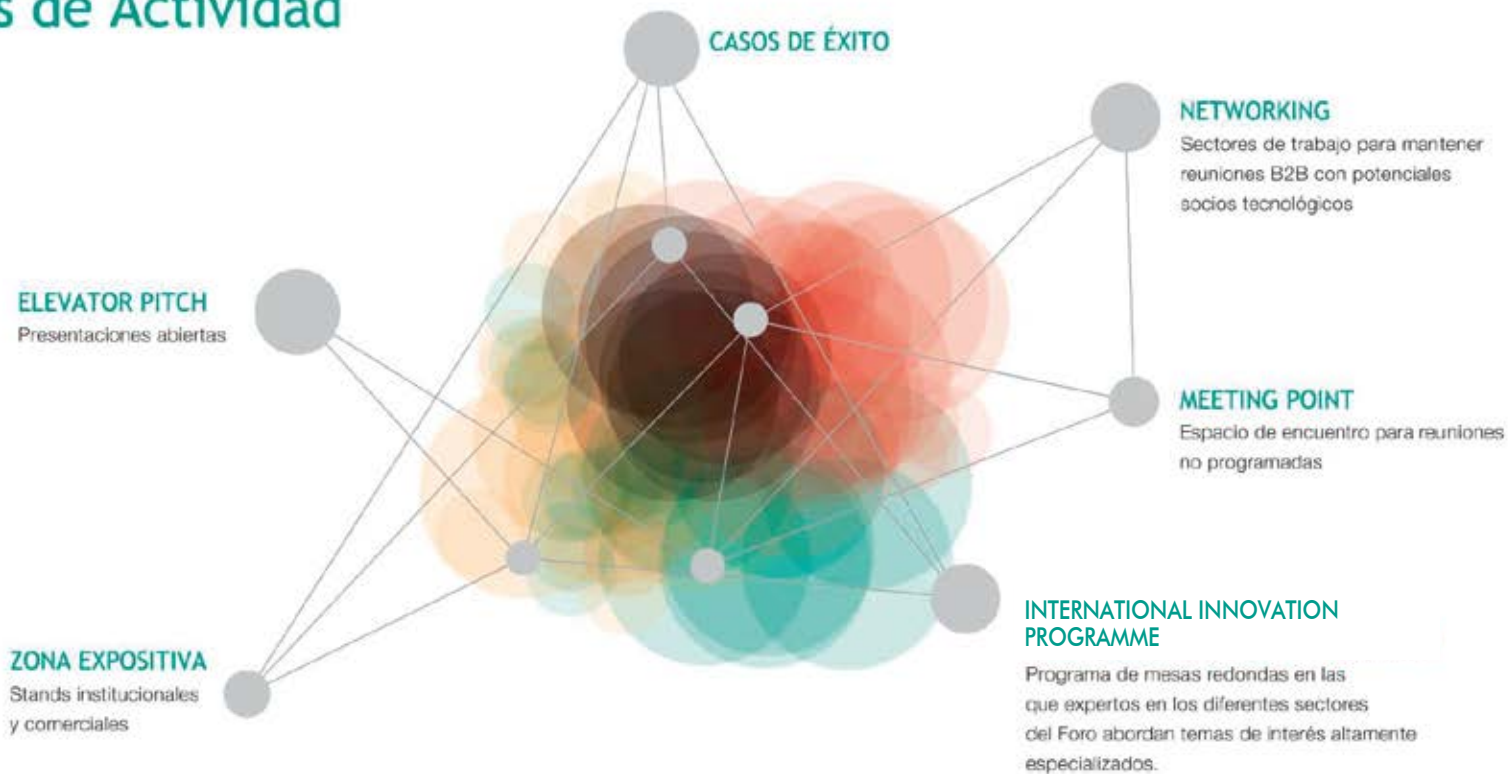 s de Actividad
CASOS DE ÉXITO
NETWORKING
Sectores de trabajo para mantener
reuniones B2B con potenciales
socios tecnológicos
ELEVATOR PITCH
Presentaciones abiertas
MEETING POINT
Espacio de encuentro para reuniones
no programadas
INTERNATIONAL INNOVATION
PROGRAMME
Programa de mesas redondas en las
que expertos en los diferentes sectores
del Foro abordan temas de interés altamente
especializados.
ZONA EXPOSITIVA
Stands institucionales
y comerciales